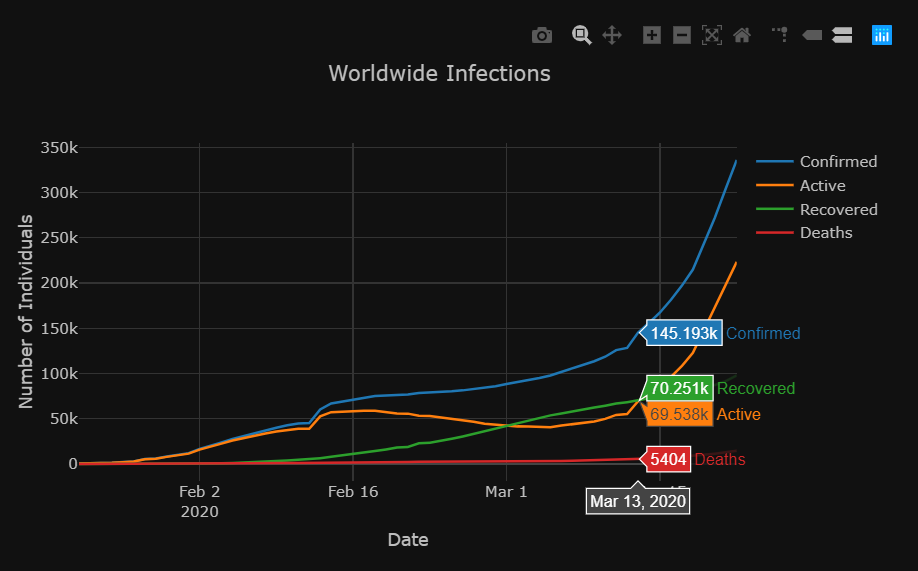 Worldwide Infections
350k
300k
250k
200k
150k
100k
50k
0
Number of Individuals
Confirmed
Active
Recovered
Deaths
145.193k Confirmed
70.251k Recovered
69.538k Active
5404 Deaths
Feb 2
2020
Feb 16
Mar 1
Mar 13, 2020
Date